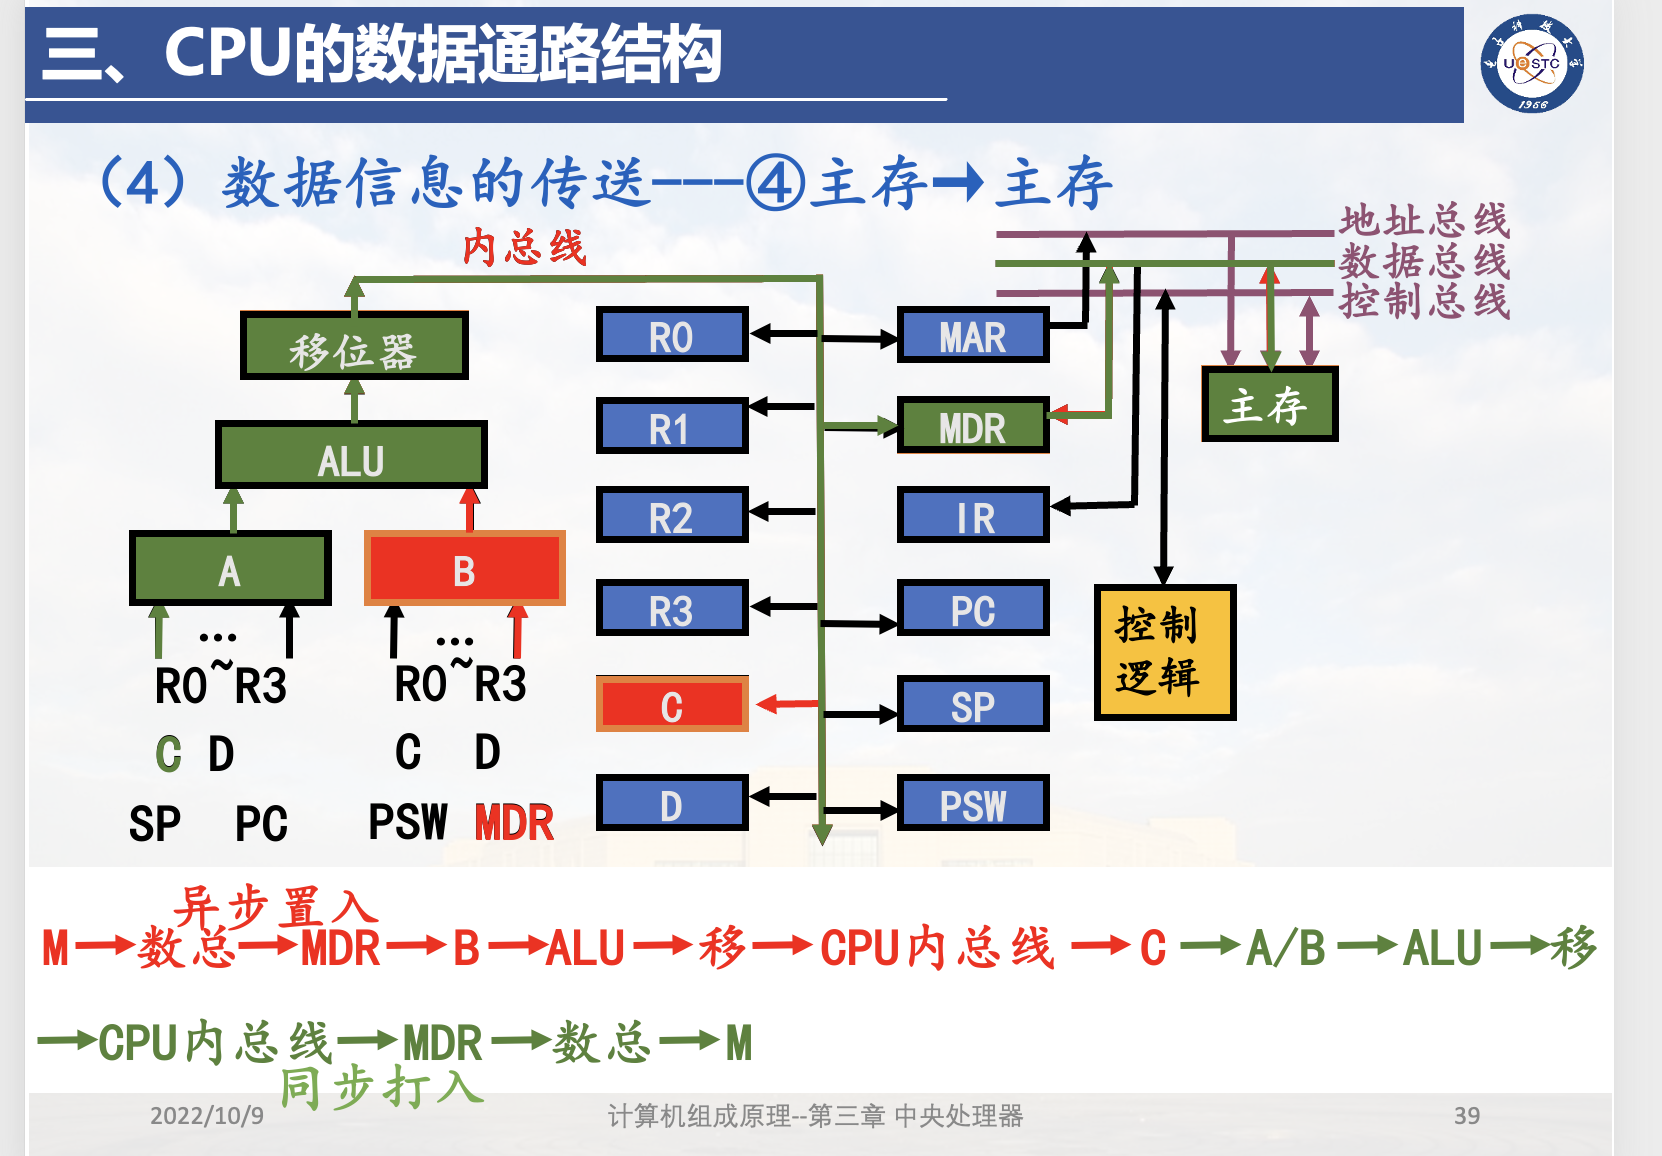 三、CPU的数据通路结构
UESTC
1956
（4）数据信息的传送---④主存→主存
内总线
地址总线
数据总线
控制总线
移位器
R0
MAR
主存
ALU
R1
MDR
R2
IR
A
B
R3
PC
控制
逻辑
...
...
R0~R3
R0~R3
C
SP
C D
C D
SP PC
PSW MDR
D
PSW
异步置入
M→数总→MDR→B→ALU→移→CPU内总线→C→A/B→ALU→移
→CPU内总线→MDR→数总→M
同步打入
2022/10/9
计算机组成原理--第三章 中央处理器
39